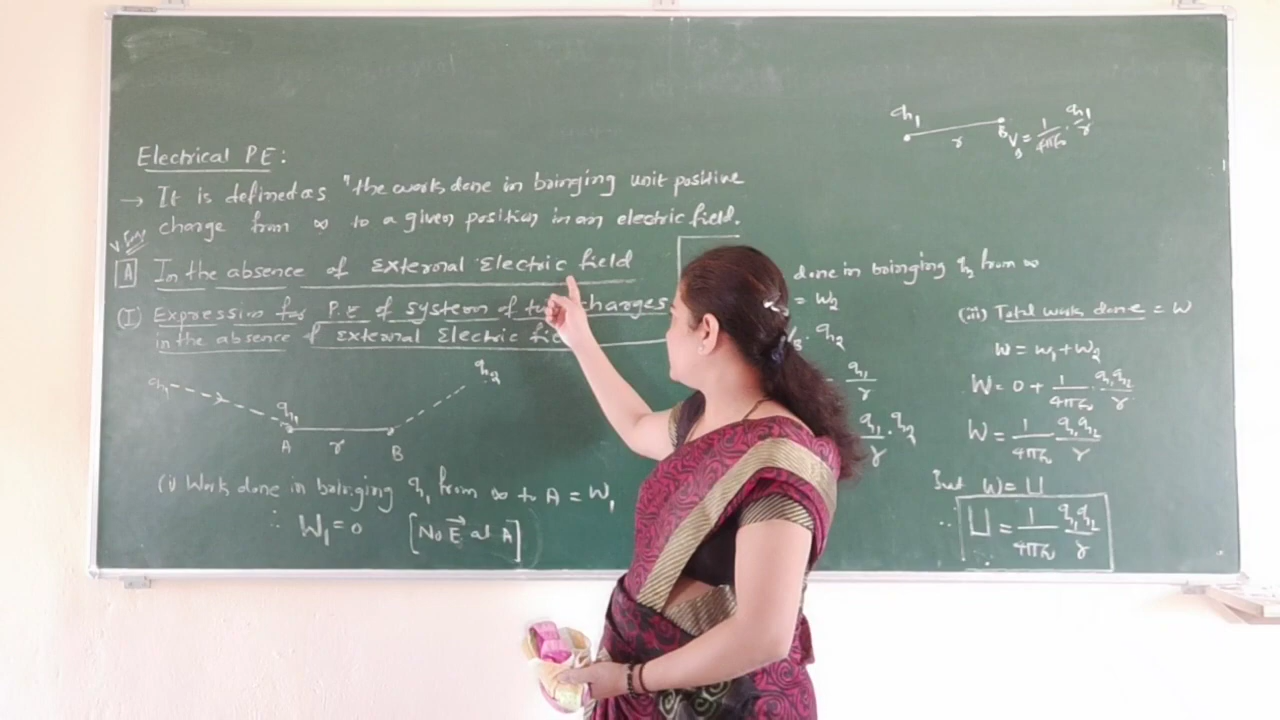 Electrical PE:
→ It is defined as "the work done in bringing unit positive
charge from ∞ to a given position in an electric field.
V Imp
A In the absence of External Electric field
(I) Expression for P.E of system of two charges
in the absence of External Electric
q₁ q₁ q₂
A r B
(i) Work done in bringing q₁ from ∞ to A = W₁
∴ W₁ = 0 [No E⃗ at A]
done in bringing q₂ from ∞
= W₂
. q₂
q₁/r
q₁/r . q₂
q₁ r B V_B = 1/4πε₀ . q₁/r
(iii) Total work done = W
W = W₁ + W₂
W = 0 + 1/4πε₀ . q₁q₂/r
W = 1/4πε₀ q₁q₂/r
But W = U
∴ U = 1/4πε₀ q₁q₂/r